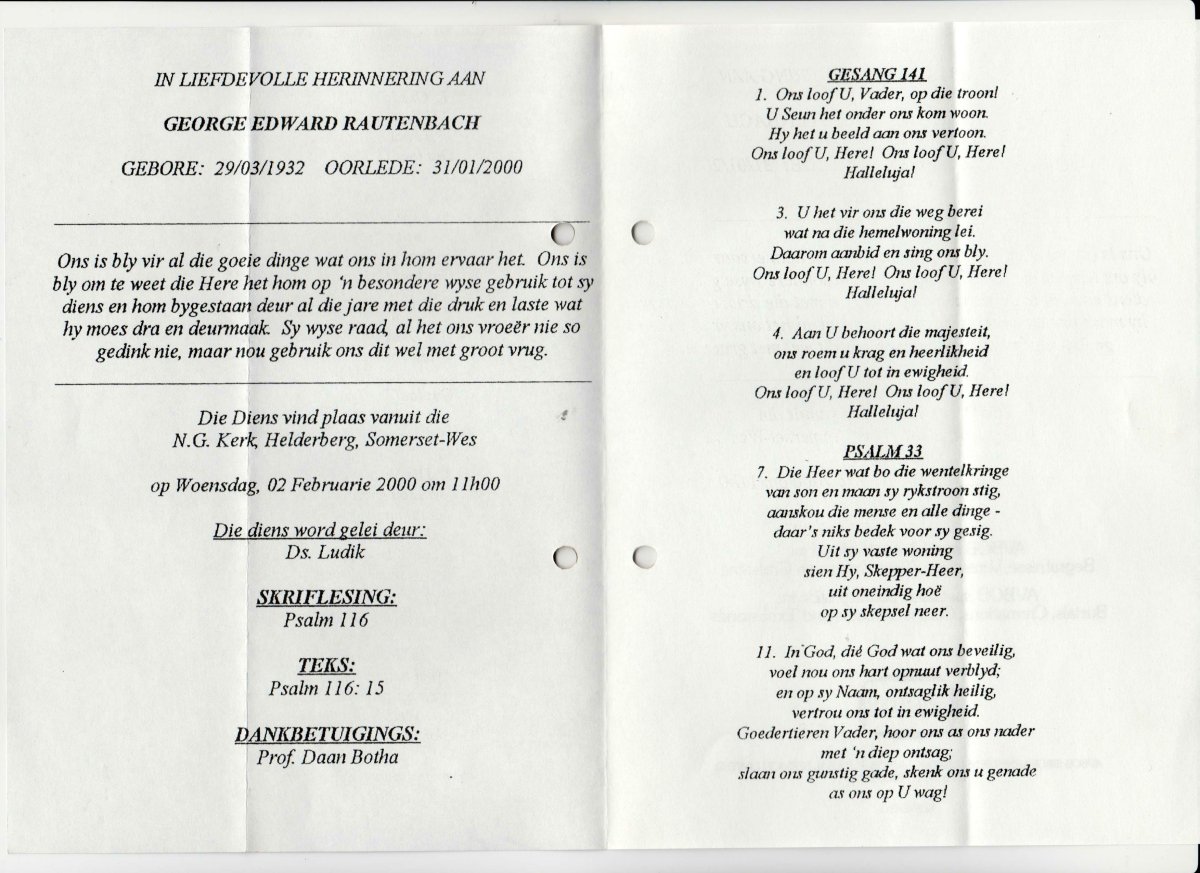 IN LIEFDEVOLLE HERINNERING AAN
GEORGE EDWARD RAUTENBACH
GEBORE: 29/03/1932 OORLEDE: 31/01/2000
Ons is bly vir al die goeie dinge wat ons in hom ervaar het. Ons is
bly om te weet die Here het hom op 'n besondere wyse gebruik tot sy
diens en hom bygestaan deur al die jare met die druk en laste wat
hy moes dra en deurmaak. Sy wyse raad, al het ons vroeër nie so
gedink nie, maar nou gebruik ons dit wel met groot vrug.
Die Diens vind plaas vanuit die
N.G. Kerk, Helderberg, Somerset-Wes
op Woensdag, 02 Februarie 2000 om 11h00
Die diens word gelei deur:
Ds. Ludik
SKRIFLESING:
Psalm 116
TEKS:
Psalm 116: 15
DANKBETUIGINGS:
Prof. Daan Botha
GESANG 141
1. Ons loof U, Vader, op die troon!
U Seun het onder ons kom woon.
Hy het u beeld aan ons vertoon.
Ons loof U, Here! Ons loof U, Here!
Halleluja!
3. U het vir ons die weg berei
wat na die hemelwoning lei.
Daarom aanbid en sing ons bly.
Ons loof U, Here! Ons loof U, Here!
Halleluja!
4. Aan U behoort die majesteit,
ons roem u krag en heerlikheid
en loof U tot in ewigheid.
Ons loof U, Here! Ons loof U, Here!
Halleluja!
PSALM 33
7. Die Heer wat bo die wentelkringe
van son en maan sy rykstroon stig,
aanskou die mense en alle dinge -
daar's niks bedek voor sy gesig.
Uit sy vaste woning
sien Hy, Skepper-Heer,
uit oneindig hoë
op sy skepsel neer.
11. In God, dié God wat ons beveilig,
voel nou ons hart opnuut verblyd;
en op sy Naam, ontsaglik heilig,
vertrou ons tot in ewigheid.
Goedertieren Vader, hoor ons as ons nader
met 'n diep ontsag;
slaan ons gunstig gade, skenk ons u genade
as ons op U wag!